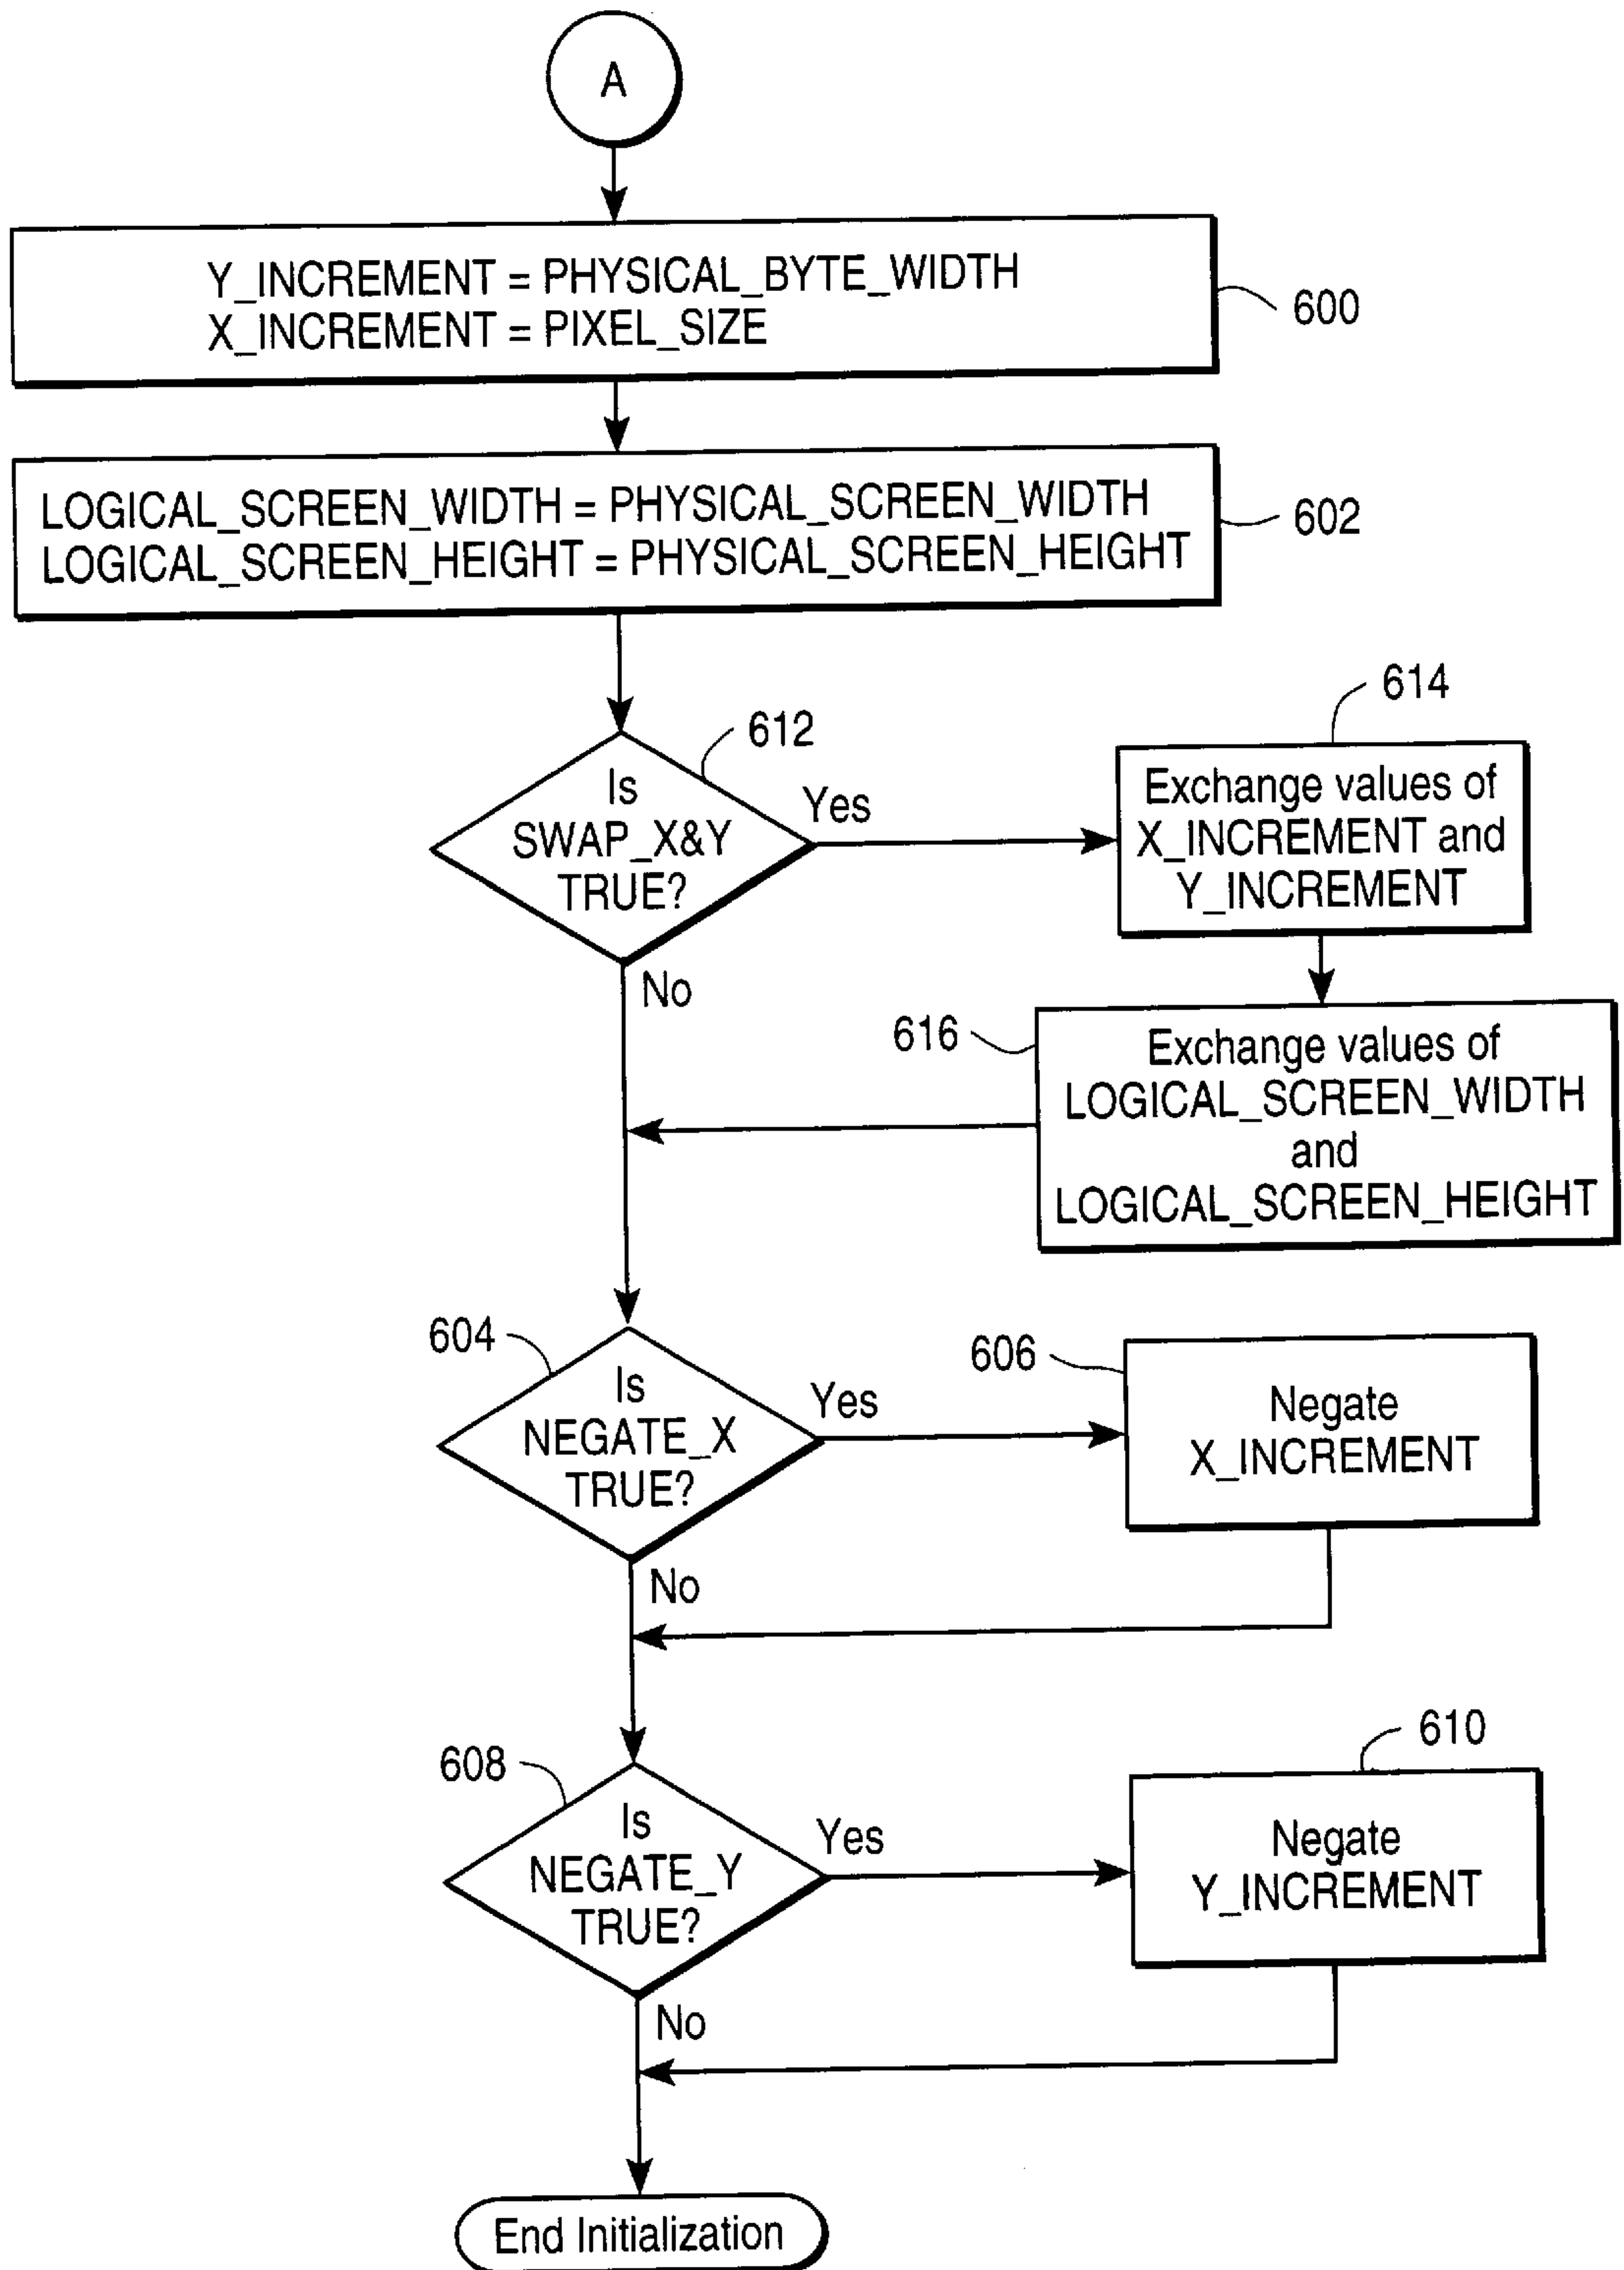 A
Y_INCREMENT = PHYSICAL_BYTE_WIDTH
X_INCREMENT = PIXEL_SIZE
600
LOGICAL_SCREEN_WIDTH = PHYSICAL_SCREEN_WIDTH
LOGICAL_SCREEN_HEIGHT = PHYSICAL_SCREEN_HEIGHT
602
612
Is
SWAP_X&Y
TRUE?
Yes
No
614
Exchange values of
X_INCREMENT and
Y_INCREMENT
616
Exchange values of
LOGICAL_SCREEN_WIDTH
and
LOGICAL_SCREEN_HEIGHT
604
Is
NEGATE_X
TRUE?
Yes
No
606
Negate
X_INCREMENT
608
Is
NEGATE_Y
TRUE?
Yes
No
610
Negate
Y_INCREMENT
End Initialization